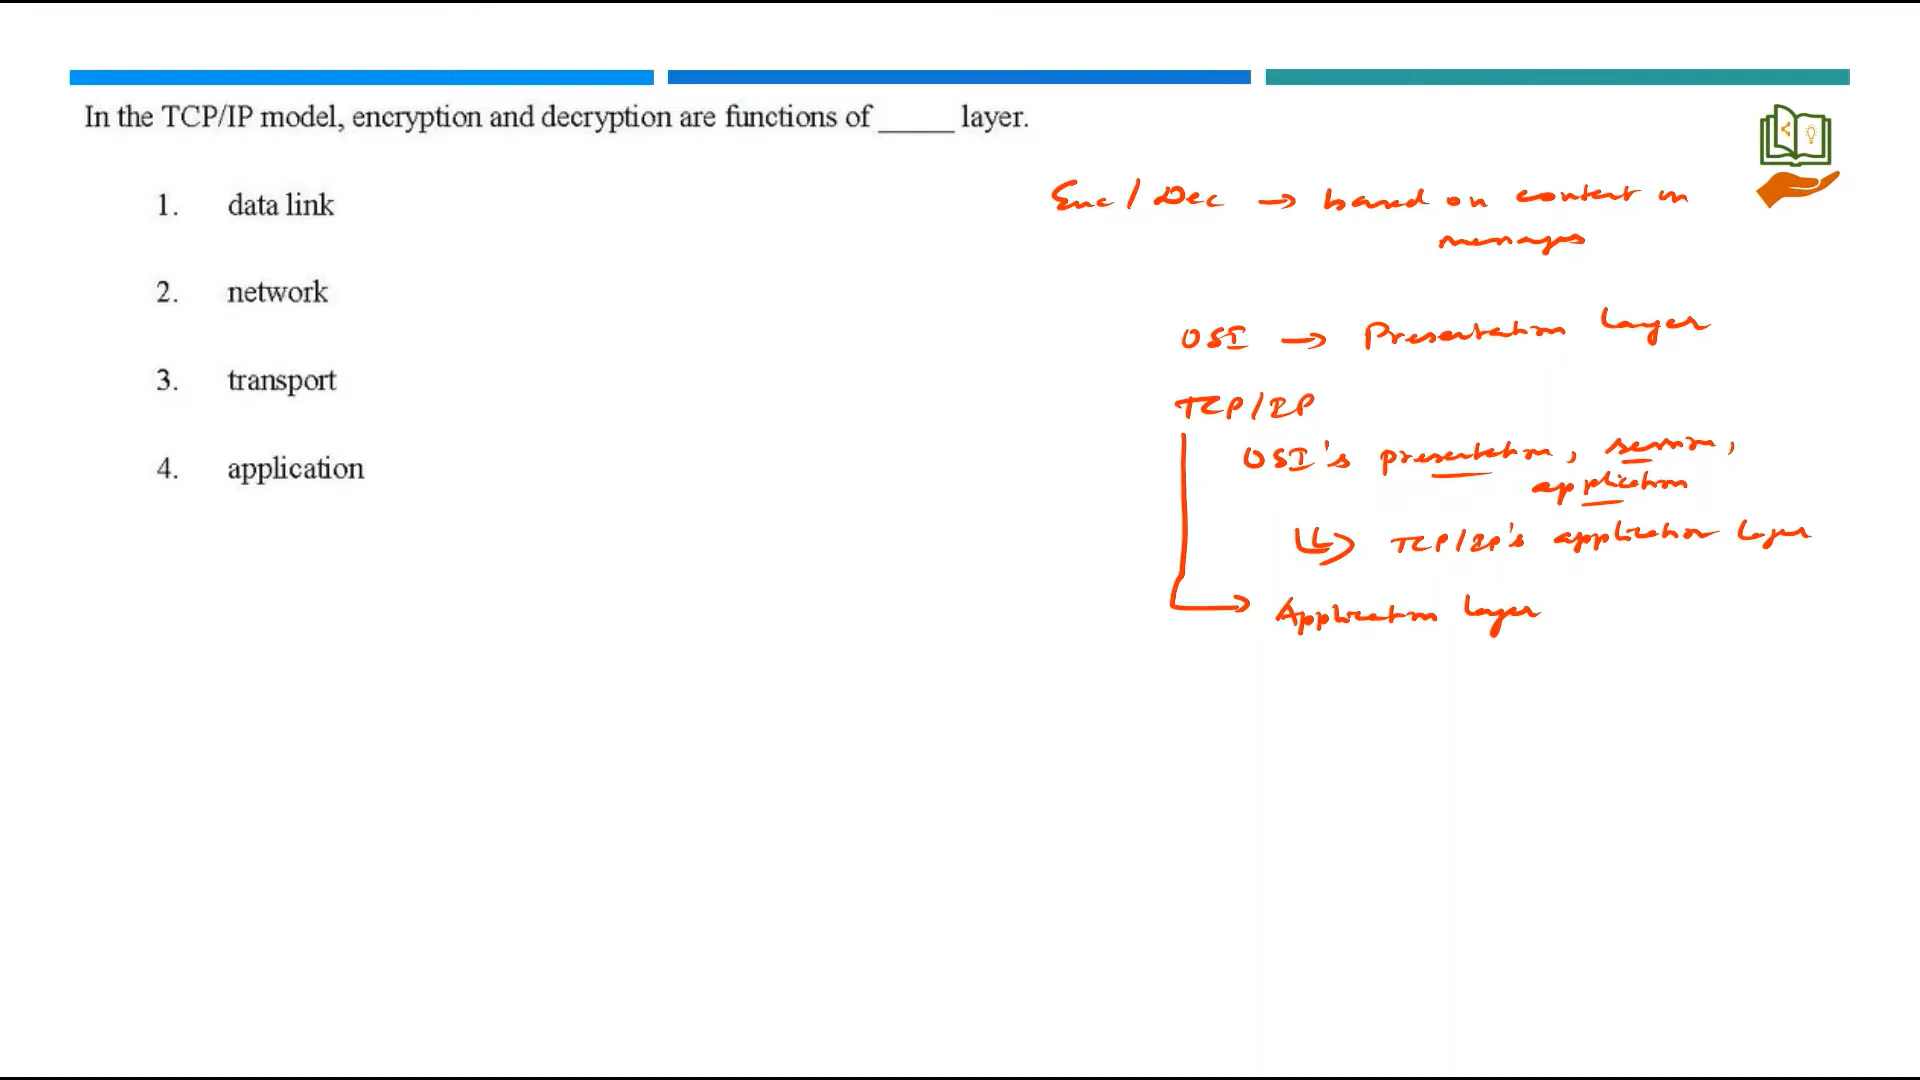 In the TCP/IP model, encryption and decryption are functions of _____ layer.
1. data link
2. network
3. transport
4. application
Enc / Dec → based on content in
messages
OSI → Presentation Layer
TCP/IP
OSI's presentation, session,
application
↳ TCP/IP's application layer
→ Application layer